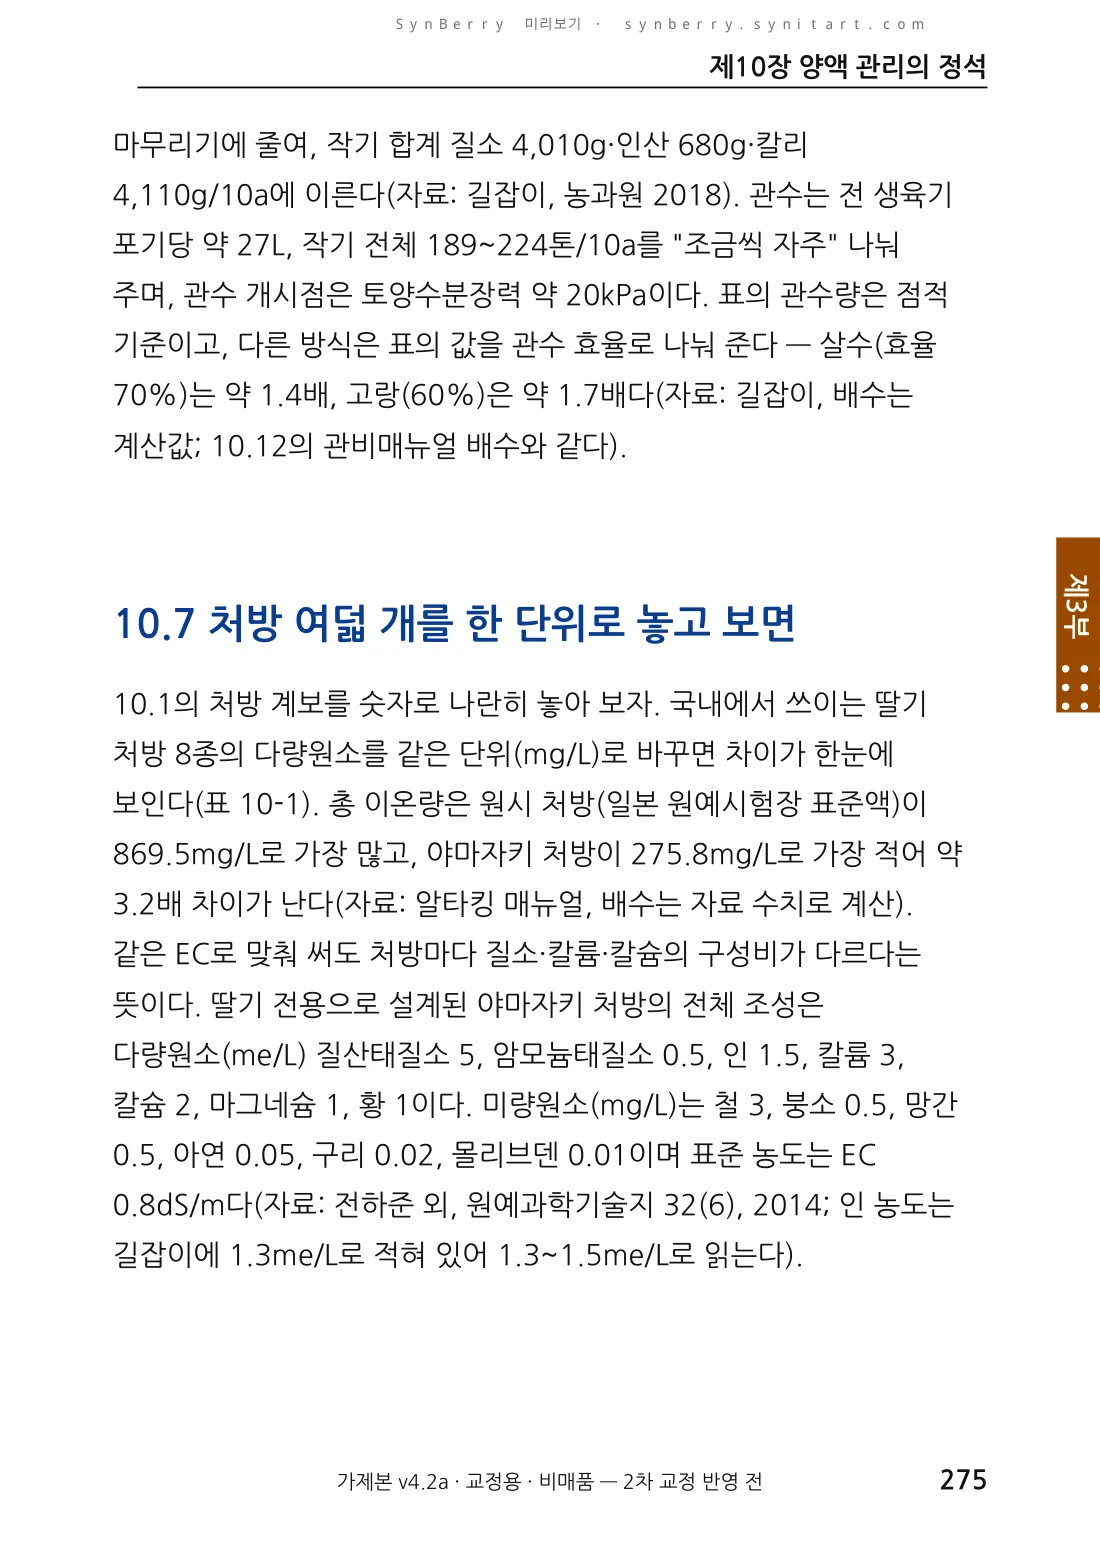 SynBerry 미리보기 · synberry.synitart.com
제10장 양액 관리의 정석
마무리기에 줄여, 작기 합계 질소 4,010g·인산 680g·칼리
4,110g/10a에 이른다(자료: 길잡이, 농과원 2018). 관수는 전 생육기
포기당 약 27L, 작기 전체 189~224톤/10a를 "조금씩 자주" 나눠
주며, 관수 개시점은 토양수분장력 약 20kPa이다. 표의 관수량은 점적
기준이고, 다른 방식은 표의 값을 관수 효율로 나눠 준다 — 살수(효율
70%)는 약 1.4배, 고랑(60%)은 약 1.7배다(자료: 길잡이, 배수는
계산값; 10.12의 관비매뉴얼 배수와 같다).
제3부
10.7 처방 여덟 개를 한 단위로 놓고 보면
10.1의 처방 계보를 숫자로 나란히 놓아 보자. 국내에서 쓰이는 딸기
처방 8종의 다량원소를 같은 단위(mg/L)로 바꾸면 차이가 한눈에
보인다(표 10-1). 총 이온량은 원시 처방(일본 원예시험장 표준액)이
869.5mg/L로 가장 많고, 야마자키 처방이 275.8mg/L로 가장 적어 약
3.2배 차이가 난다(자료: 알타킹 매뉴얼, 배수는 자료 수치로 계산).
같은 EC로 맞춰 써도 처방마다 질소·칼륨·칼슘의 구성비가 다르다는
뜻이다. 딸기 전용으로 설계된 야마자키 처방의 전체 조성은
다량원소(me/L) 질산태질소 5, 암모늄태질소 0.5, 인 1.5, 칼륨 3,
칼슘 2, 마그네슘 1, 황 1이다. 미량원소(mg/L)는 철 3, 붕소 0.5, 망간
0.5, 아연 0.05, 구리 0.02, 몰리브덴 0.01이며 표준 농도는 EC
0.8dS/m다(자료: 전하준 외, 원예과학기술지 32(6), 2014; 인 농도는
길잡이에 1.3me/L로 적혀 있어 1.3~1.5me/L로 읽는다).
가제본 v4.2a · 교정용 · 비매품 — 2차 교정 반영 전
275